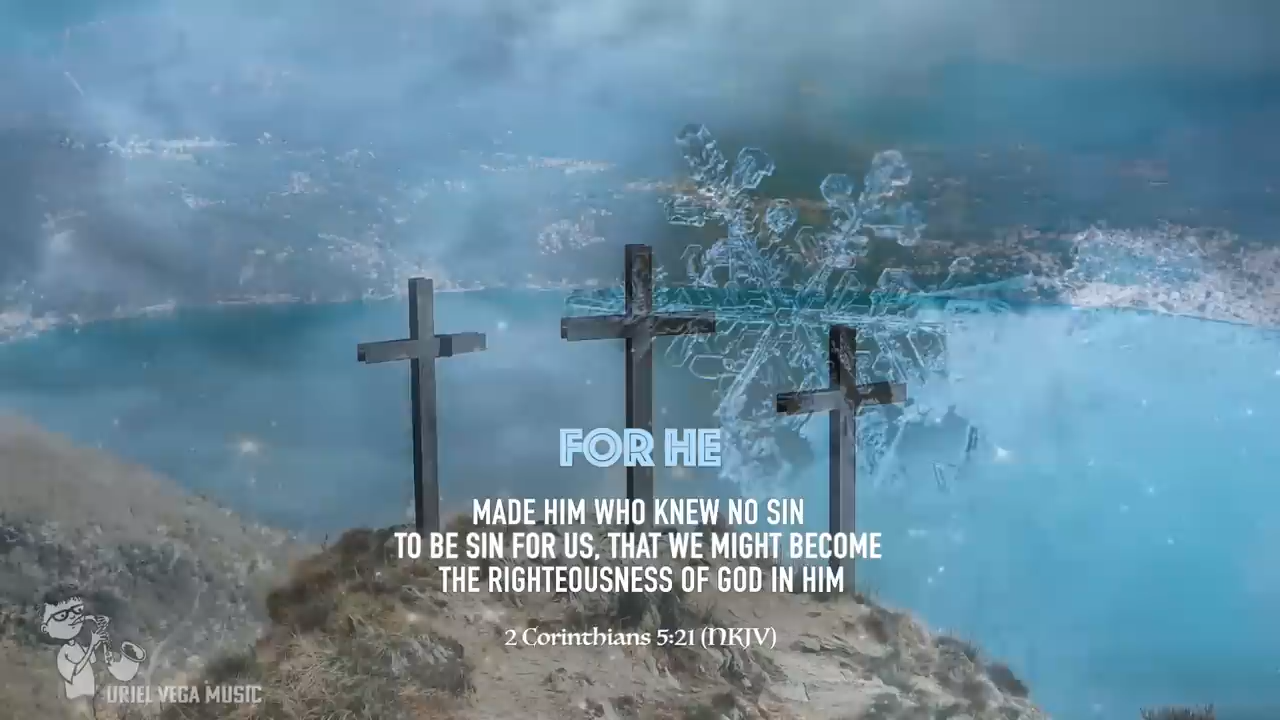 FOR HE
MADE HIM WHO KNEW NO SIN
TO BE SIN FOR US, THAT WE MIGHT BECOME
THE RIGHTEOUSNESS OF GOD IN HIM
2 Corinthians 5:21 (NKJV)
URIEL VEGA MUSIC